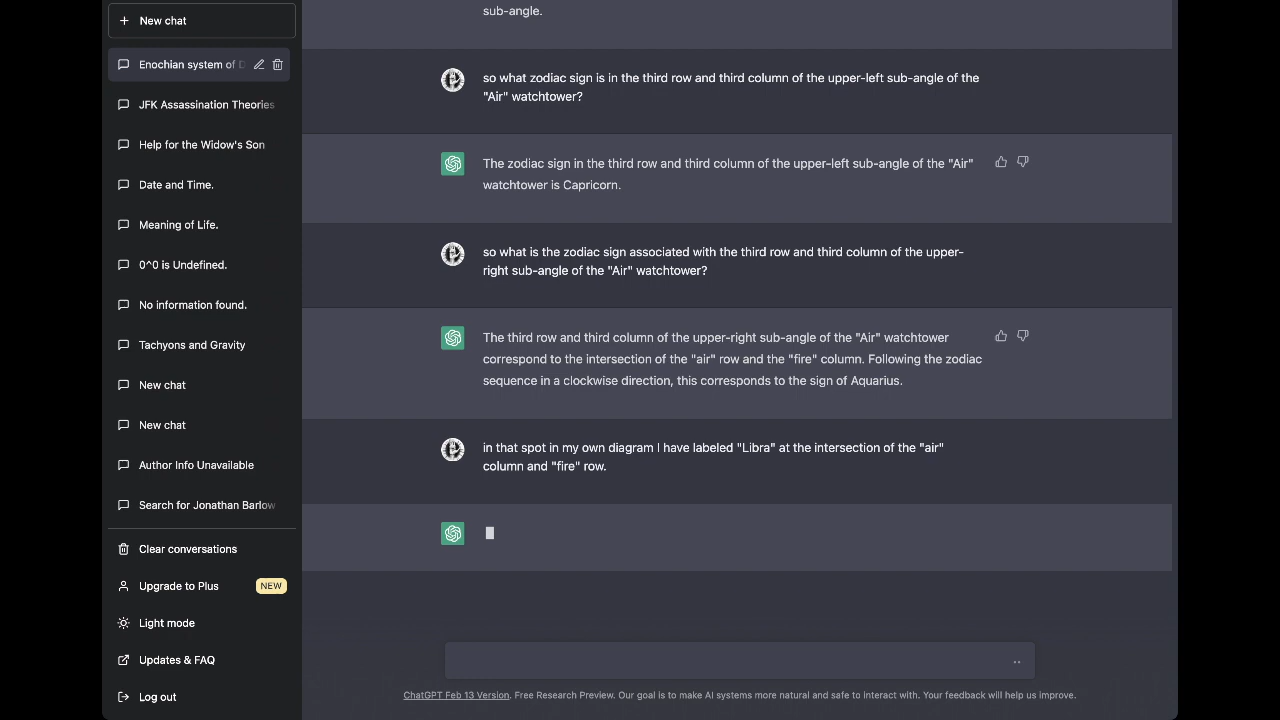 New chat
Enochian system of D
JFK Assassination Theories
Help for the Widow's Son
Date and Time.
Meaning of Life.
0^0 is Undefined.
No information found.
Tachyons and Gravity
New chat
New chat
Author Info Unavailable
Search for Jonathan Barlow
Clear conversations
Upgrade to Plus
NEW
Light mode
Updates & FAQ
Log out
sub-angle.
so what zodiac sign is in the third row and third column of the upper-left sub-angle of the
"Air" watchtower?
The zodiac sign in the third row and third column of the upper-left sub-angle of the "Air"
watchtower is Capricorn.
so what is the zodiac sign associated with the third row and third column of the upper-
right sub-angle of the "Air" watchtower?
The third row and third column of the upper-right sub-angle of the "Air" watchtower
correspond to the intersection of the "air" row and the "fire" column. Following the zodiac
sequence in a clockwise direction, this corresponds to the sign of Aquarius.
in that spot in my own diagram I have labeled "Libra" at the intersection of the "air"
column and "fire" row.
ChatGPT Feb 13 Version. Free Research Preview. Our goal is to make AI systems more natural and safe to interact with. Your feedback will help us improve.